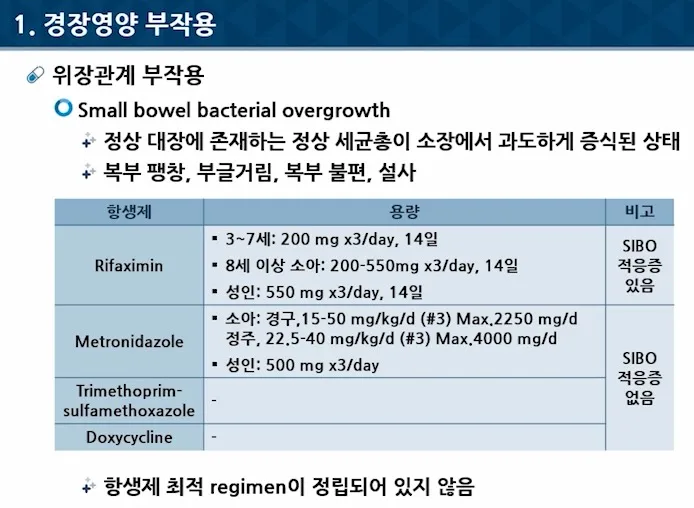 1. 경장영양 부작용
위장관계 부작용
Small bowel bacterial overgrowth
정상 대장에 존재하는 정상 세균총이 소장에서 과도하게 증식된 상태
복부 팽창, 부글거림, 복부 불편, 설사
항생제 용량 비고
Rifaximin
▪ 3~7세: 200 mg x3/day, 14일
▪ 8세 이상 소아: 200-550mg x3/day, 14일
▪ 성인: 550 mg x3/day, 14일
SIBO
적응증
있음
Metronidazole
▪ 소아: 경구,15-50 mg/kg/d (#3) Max.2250 mg/d
정주, 22.5-40 mg/kg/d (#3) Max.4000 mg/d
▪ 성인: 500 mg x3/day
SIBO
적응증
없음
Trimethoprim-
sulfamethoxazole
-
Doxycycline
-
항생제 최적 regimen이 정립되어 있지 않음